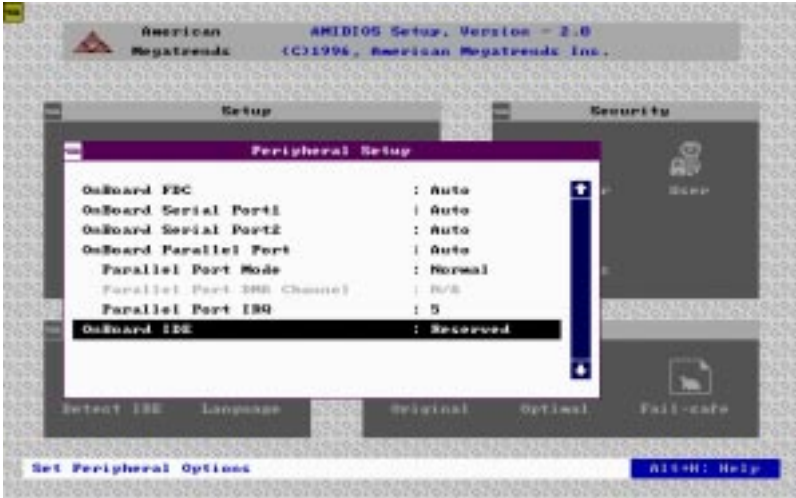 American
Megatrends
AMIBIOS Setup, Version - 2.0
(C)1996, American Megatrends Inc.
Setup
Security
Peripheral Setup
OnBoard FDC : Auto
OnBoard Serial Port1 : Auto
OnBoard Serial Port2 : Auto
OnBoard Parallel Port : Auto
Parallel Port Mode : Normal
Parallel Port DMA Channel : N/A
Parallel Port IRQ : 5
OnBoard IDE : Reserved
User
Detect IDE
Language
Original
Optimal
Fail-safe
Set Peripheral Options
Alt+H: Help